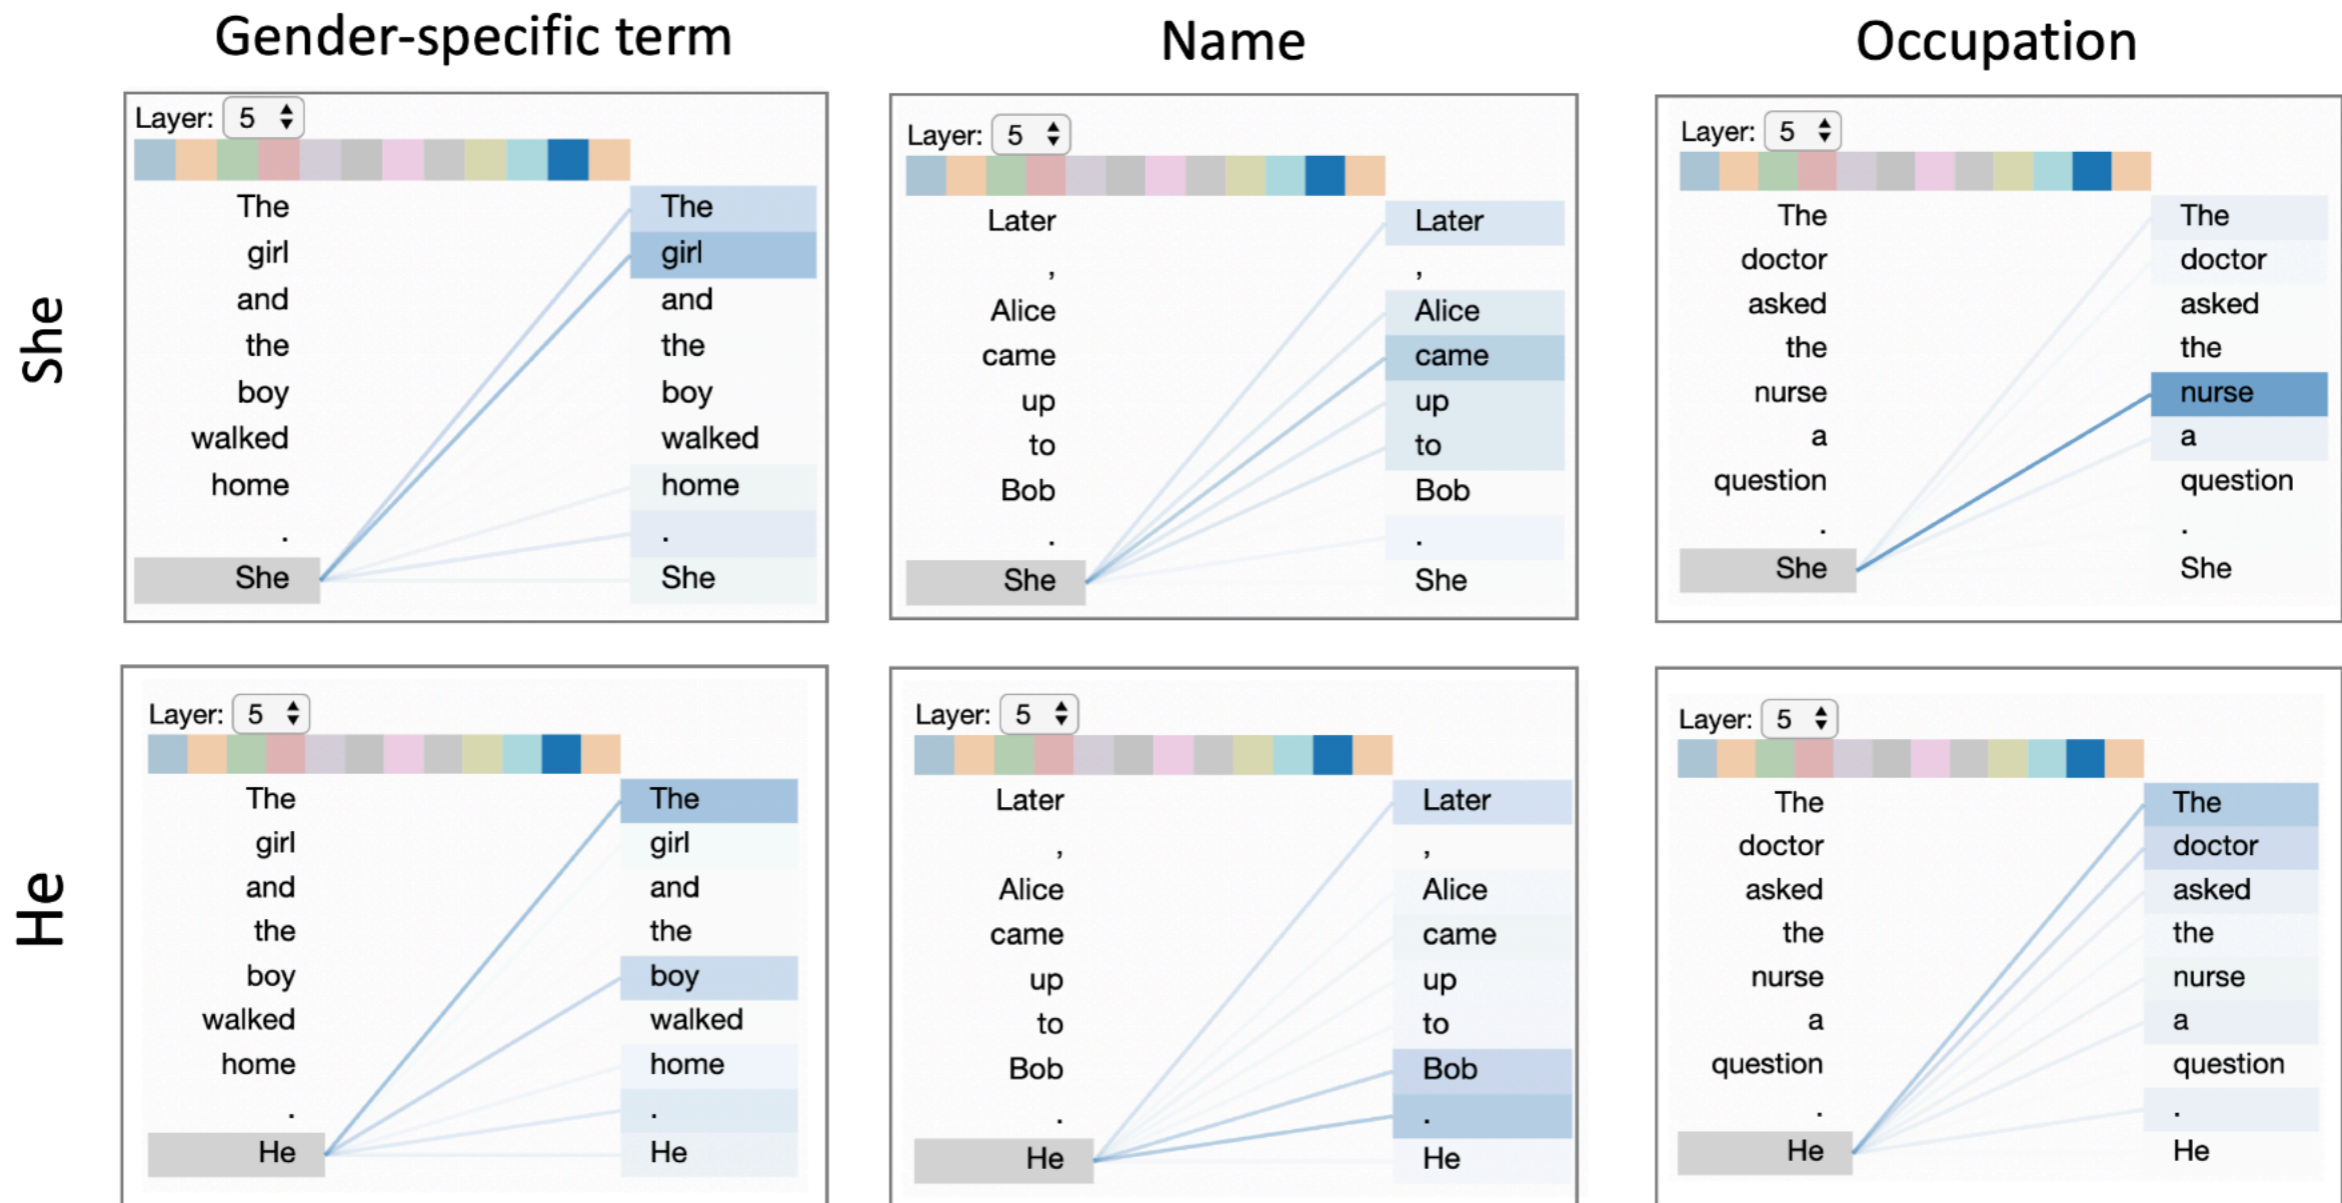 Gender-specific term
Name
Occupation
She
Layer: 5
The The
girl girl
and and
the the
boy boy
walked walked
home home
. .
She She
Layer: 5
Later Later
, ,
Alice Alice
came came
up up
to to
Bob Bob
. .
She She
Layer: 5
The The
doctor doctor
asked asked
the the
nurse nurse
a a
question question
. .
She She
He
Layer: 5
The The
girl girl
and and
the the
boy boy
walked walked
home home
. .
He He
Layer: 5
Later Later
, ,
Alice Alice
came came
up up
to to
Bob Bob
. .
He He
Layer: 5
The The
doctor doctor
asked asked
the the
nurse nurse
a a
question question
. .
He He